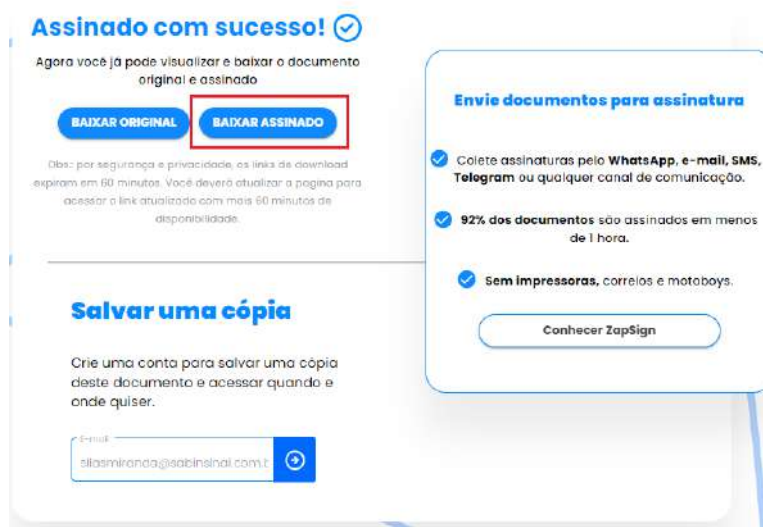 Assinado com sucesso!
Agora você já pode visualizar e baixar o documento
original e assinado
BAIXAR ORIGINAL
BAIXAR ASSINADO
Obs.: por segurança e privacidade, os links de download
expiram em 60 minutos. Você deverá atualizar a pagina para
acessar o link atualizado com mais 60 minutos de
disponibilidade.
Salvar uma cópia
Crie uma conta para salvar uma cópia
deste documento e acessar quando e
onde quiser.
E-mail
silasmiranda@sabinsinai.com.b
Envie documentos para assinatura
Colete assinaturas pelo WhatsApp, e-mail, SMS,
Telegram ou qualquer canal de comunicação.
92% dos documentos são assinados em menos
de 1 hora.
Sem impressoras, correios e motoboys.
Conhecer ZapSign